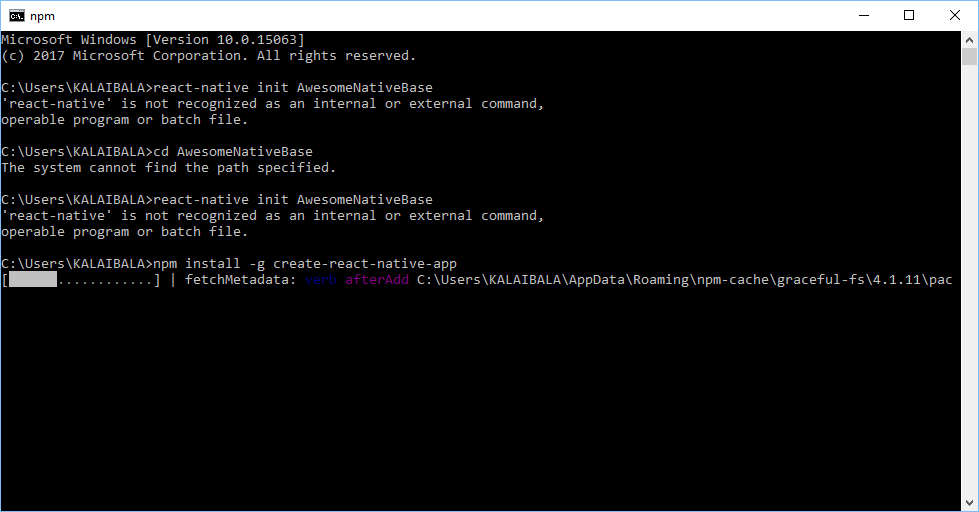 npm
Microsoft Windows [Version 10.0.15063]
(c) 2017 Microsoft Corporation. All rights reserved.
C:\Users\KALAIBALA>react-native init AwesomeNativeBase
'react-native' is not recognized as an internal or external command,
operable program or batch file.
C:\Users\KALAIBALA>cd AwesomeNativeBase
The system cannot find the path specified.
C:\Users\KALAIBALA>react-native init AwesomeNativeBase
'react-native' is not recognized as an internal or external command,
operable program or batch file.
C:\Users\KALAIBALA>npm install -g create-react-native-app
[      ............] | fetchMetadata: verb afterAdd C:\Users\KALAIBALA\AppData\Roaming\npm-cache\graceful-fs\4.1.11\pac